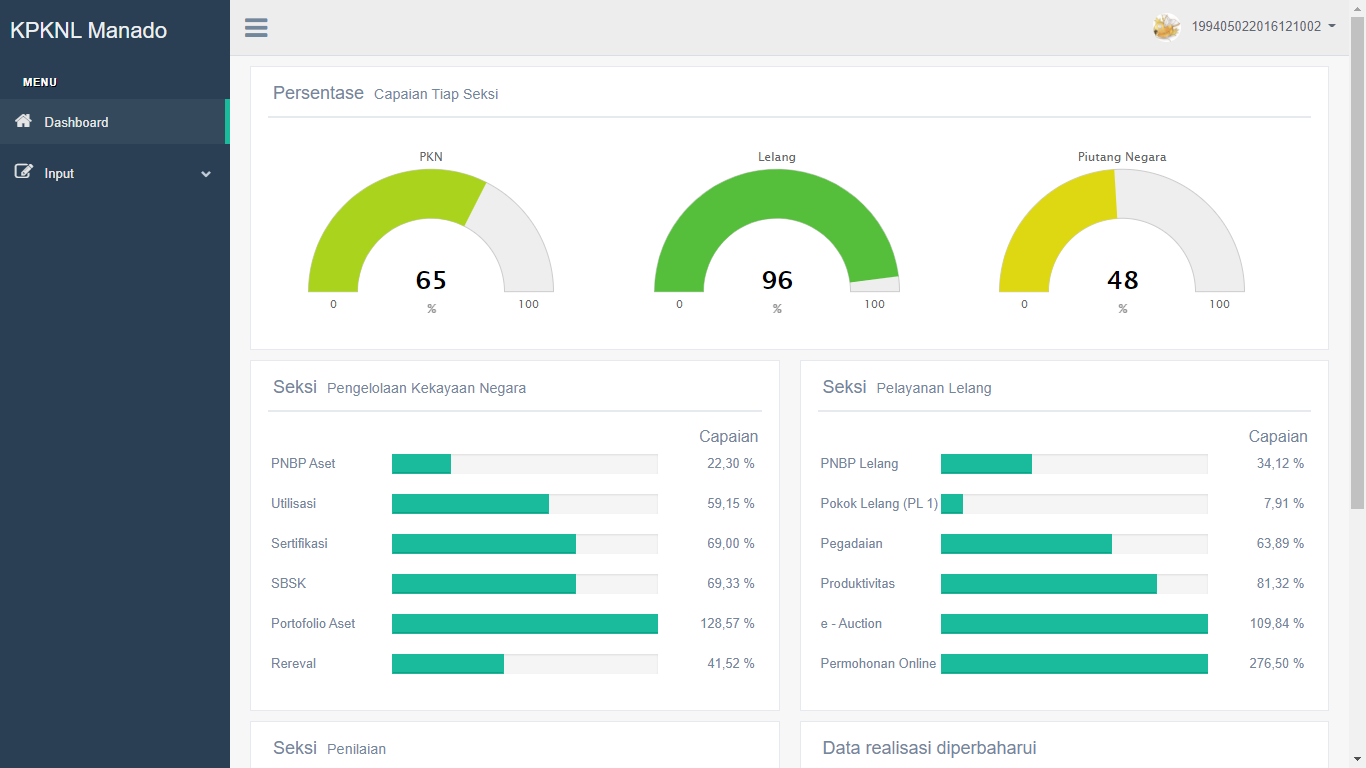 KPKNL Manado
199405022016121002
MENU
Dashboard
Input
Persentase Capaian Tiap Seksi
PKN
65
%
0
100
Lelang
96
%
0
100
Piutang Negara
48
%
0
100
Seksi Pengelolaan Kekayaan Negara
Capaian
PNBP Aset 22,30 %
Utilisasi 59,15 %
Sertifikasi 69,00 %
SBSK 69,33 %
Portofolio Aset 128,57 %
Rereval 41,52 %
Seksi Pelayanan Lelang
Capaian
PNBP Lelang 34,12 %
Pokok Lelang (PL 1) 7,91 %
Pegadaian 63,89 %
Produktivitas 81,32 %
e - Auction 109,84 %
Permohonan Online 276,50 %
Seksi Penilaian
Data realisasi diperbaharui